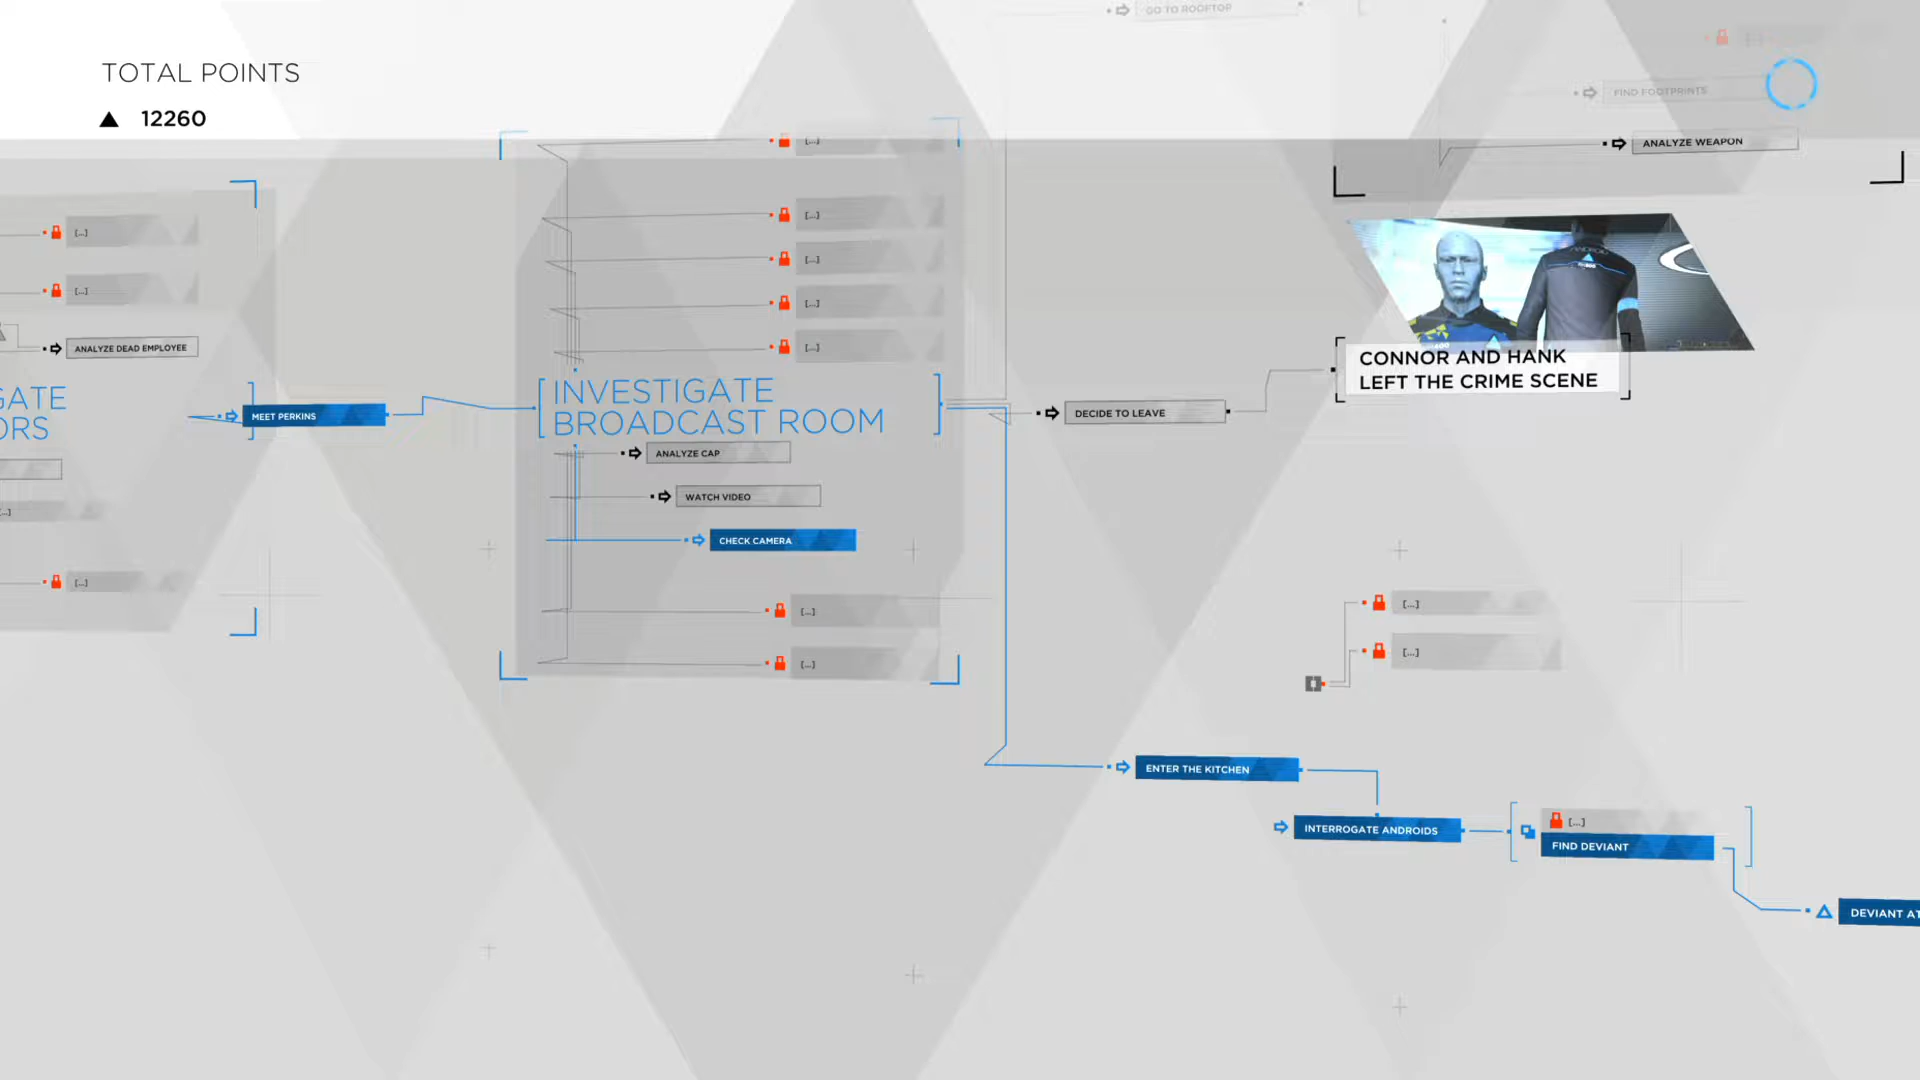 GO TO ROOFTOP
TOTAL POINTS
FIND FOOTPRINTS
12260
[...]
ANALYZE WEAPON
[...]
[...]
[...]
[...]
[...]
[...]
ANALYZE DEAD EMPLOYEE
[...]
ANDROID
CONNOR AND HANK
LEFT THE CRIME SCENE
GATE
ORS
MEET PERKINS
INVESTIGATE
BROADCAST ROOM
DECIDE TO LEAVE
ANALYZE CAP
WATCH VIDEO
[...]
CHECK CAMERA
[...]
[...]
[...]
[...]
[...]
ENTER THE KITCHEN
INTERROGATE ANDROIDS
[...]
FIND DEVIANT
DEVIANT AT